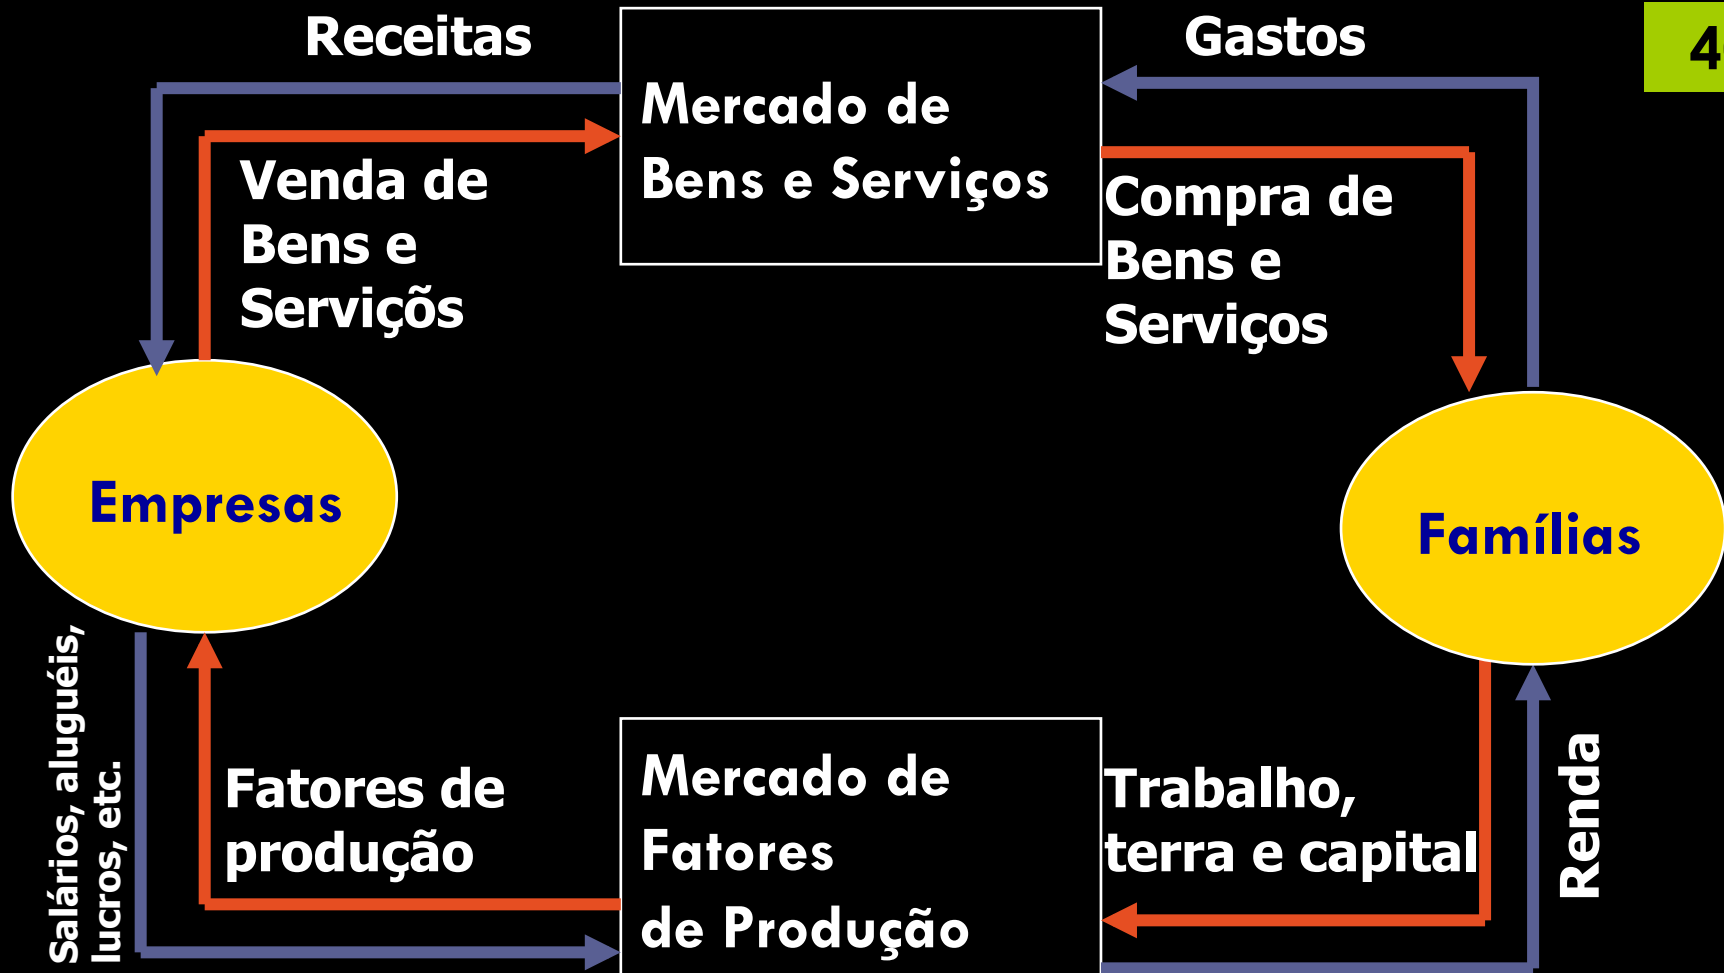 Receitas
Gastos
Mercado de
Bens e Serviços
Venda de
Bens e
Serviçõs
Compra de
Bens e
Serviços
Empresas
Famílias
Salários, aluguéis,
lucros, etc.
Fatores de
produção
Mercado de
Fatores
de Produção
Trabalho,
terra e capital
Renda